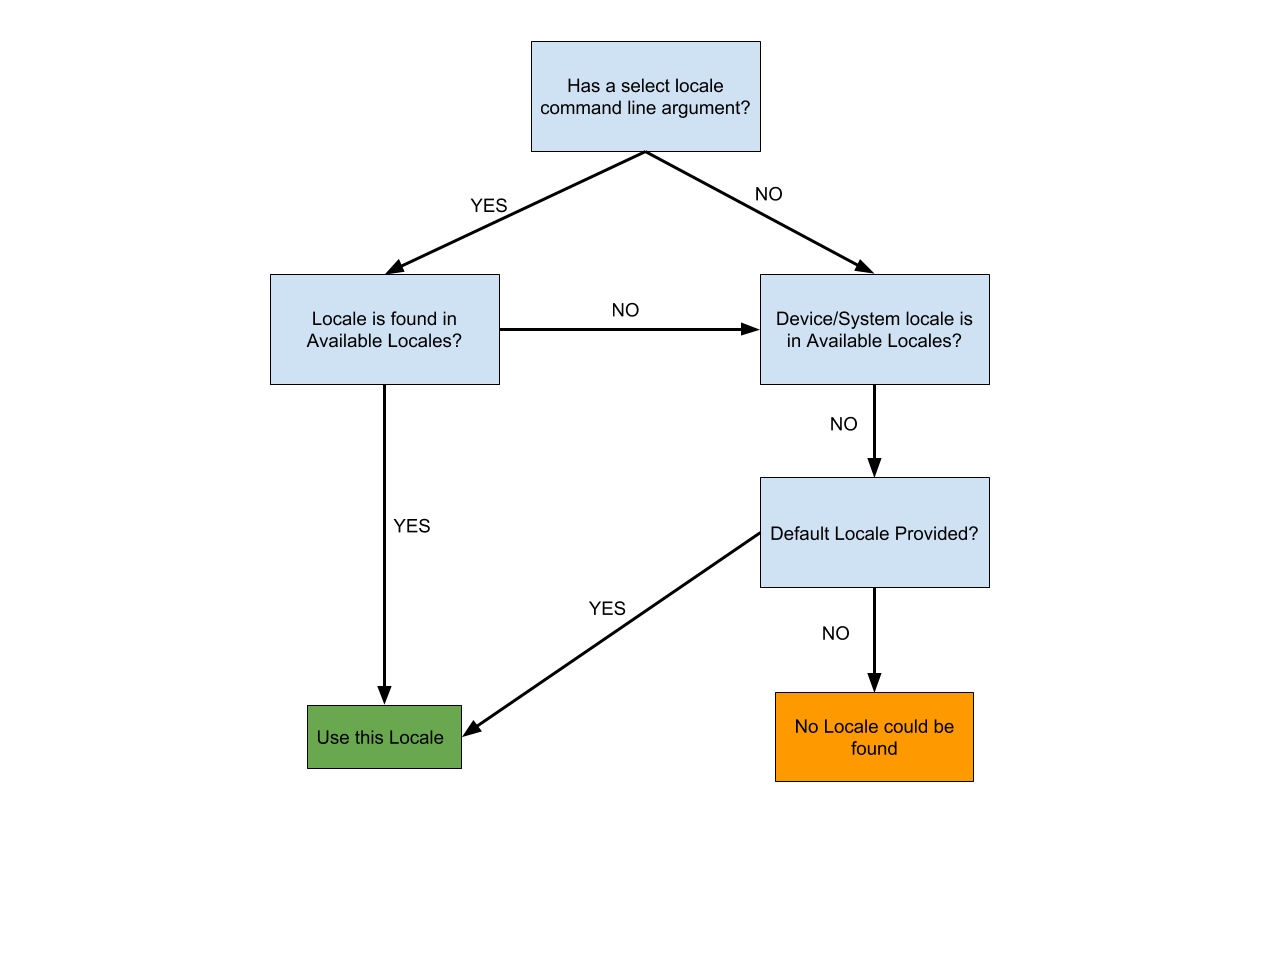 Has a select locale
command line argument?
YES
NO
Locale is found in
Available Locales?
NO
Device/System locale is
in Available Locales?
NO
YES
Default Locale Provided?
YES
NO
Use this Locale
No Locale could be
found